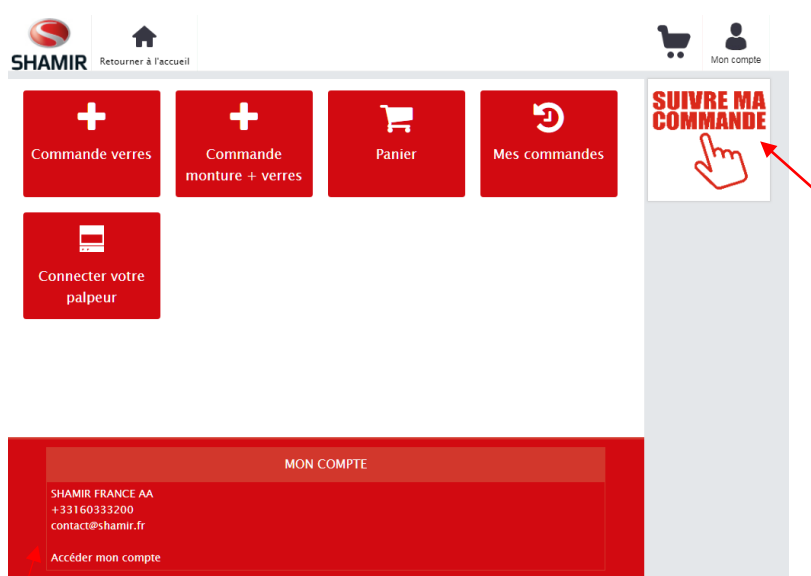 SHAMIR
Retourner à l'accueil
Mon compte
Commande verres
Commande
monture + verres
Panier
Mes commandes
SUIVRE MA
COMMANDE
Connecter votre
palpeur
MON COMPTE
SHAMIR FRANCE AA
+33160333200
contact@shamir.fr
Accéder mon compte